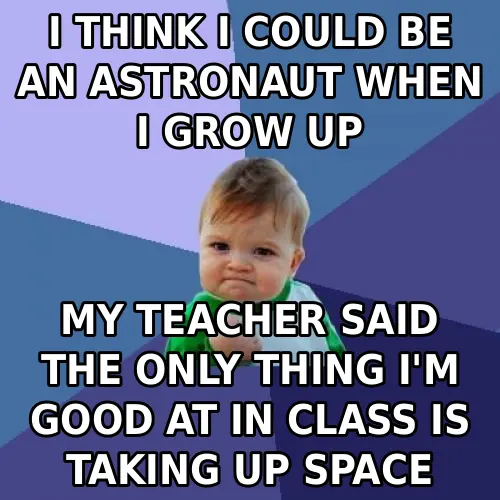 I THINK I COULD BE
AN ASTRONAUT WHEN
I GROW UP
MY TEACHER SAID
THE ONLY THING I'M
GOOD AT IN CLASS IS
TAKING UP SPACE